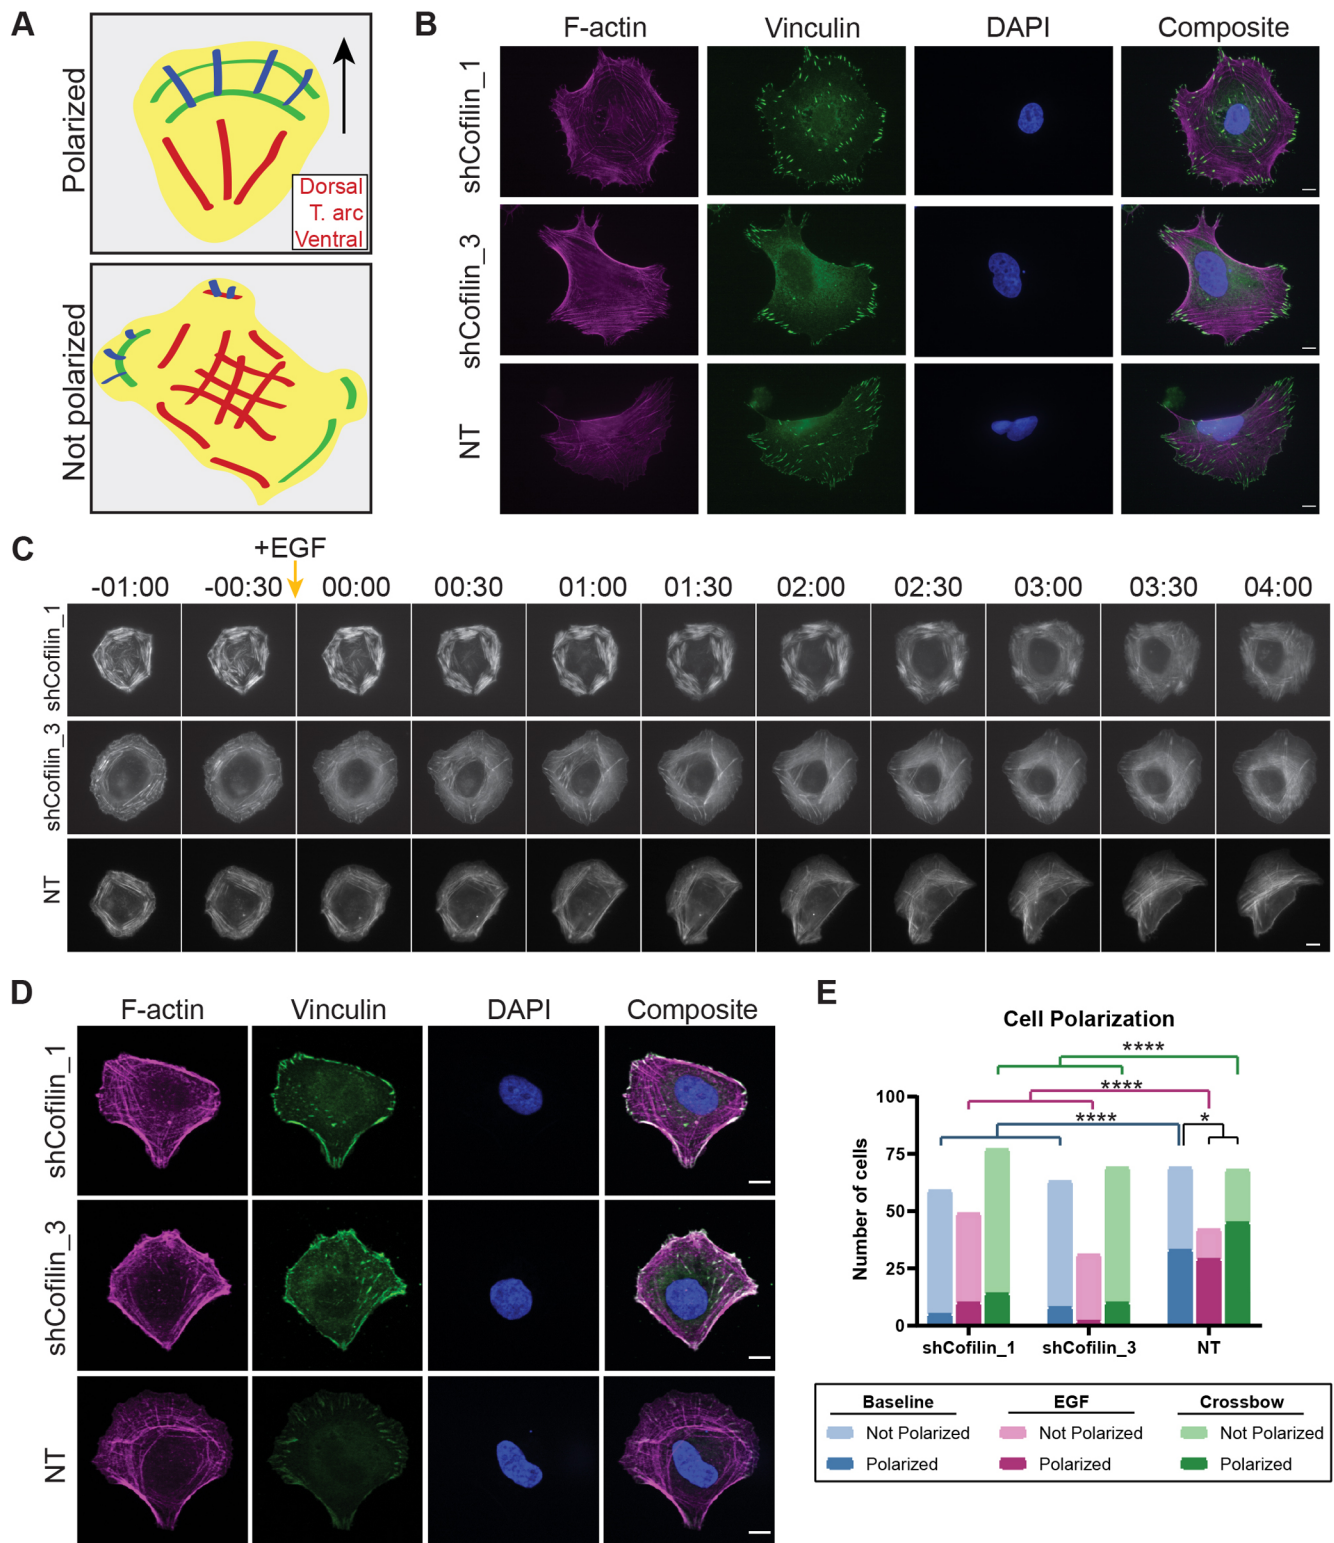 A
Polarized
Dorsal
T. arc
Ventral
Not polarized
B
F-actin Vinculin DAPI Composite
shCofilin_1
shCofilin_3
NT
C
+EGF
-01:00 -00:30 00:00 00:30 01:00 01:30 02:00 02:30 03:00 03:30 04:00
shCofilin_1
shCofilin_3
NT
D
F-actin Vinculin DAPI Composite
shCofilin_1
shCofilin_3
NT
E
Cell Polarization
****
****
**** *
Number of cells
100
75
50
25
0
shCofilin_1 shCofilin_3 NT
Baseline EGF Crossbow
Not Polarized Not Polarized Not Polarized
Polarized Polarized Polarized